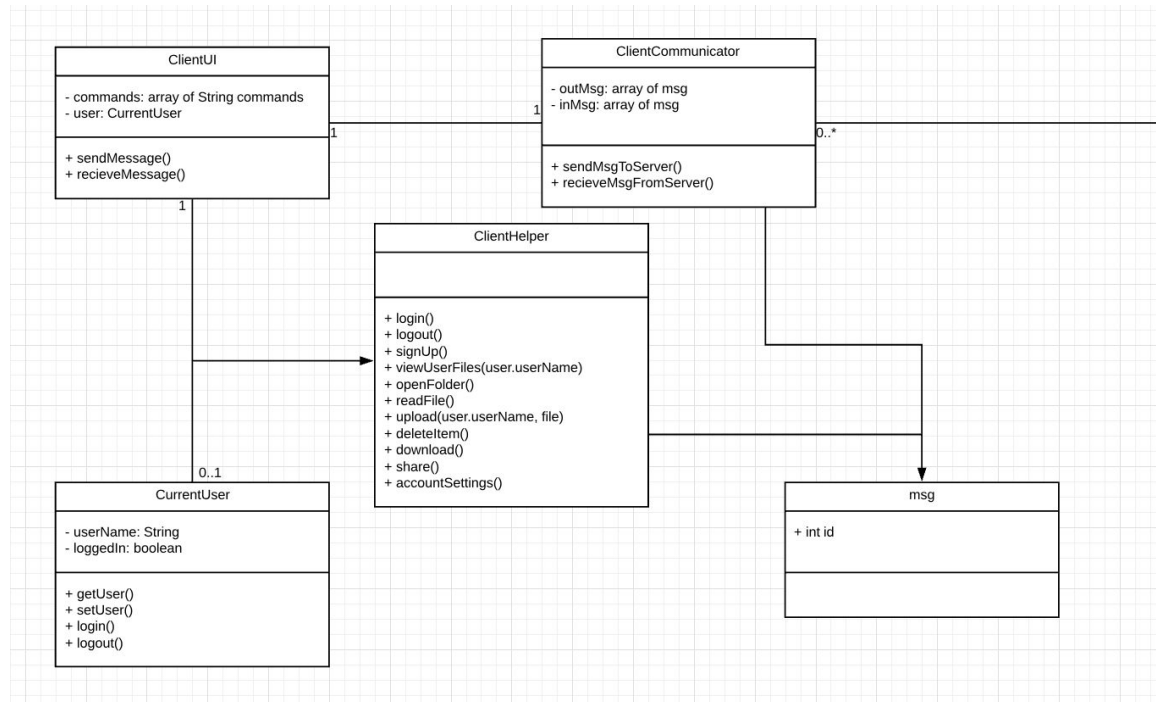 ClientUI
- commands: array of String commands
- user: CurrentUser
+ sendMessage()
+ recieveMessage()
1
1
1
ClientCommunicator
- outMsg: array of msg
- inMsg: array of msg
+ sendMsgToServer()
+ recieveMsgFromServer()
0..*
ClientHelper
+ login()
+ logout()
+ signUp()
+ viewUserFiles(user.userName)
+ openFolder()
+ readFile()
+ upload(user.userName, file)
+ deleteItem()
+ download()
+ share()
+ accountSettings()
0..1
CurrentUser
- userName: String
- loggedIn: boolean
+ getUser()
+ setUser()
+ login()
+ logout()
msg
+ int id